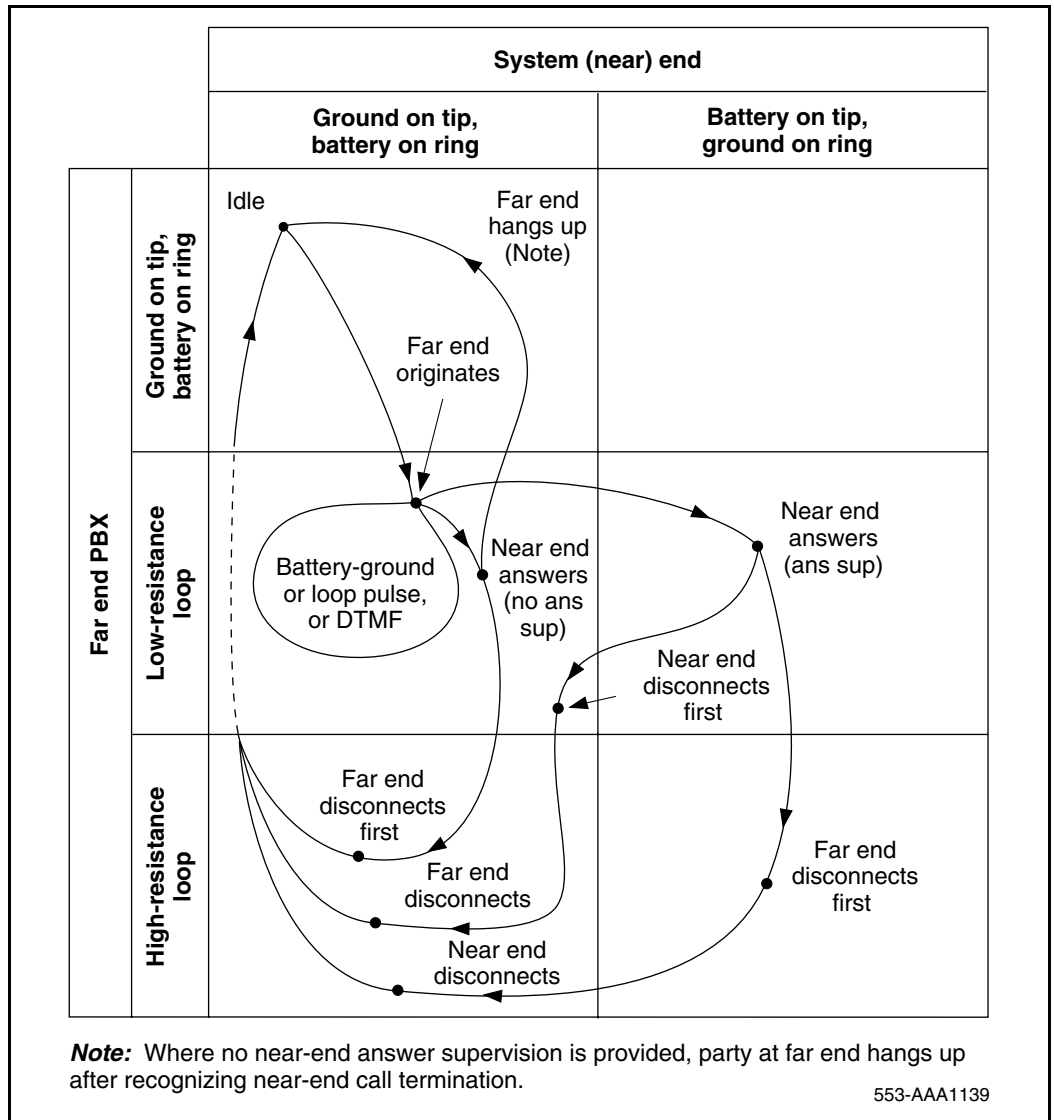 System (near) end
Ground on tip,
battery on ring
Battery on tip,
ground on ring
Far end PBX
Ground on tip,
battery on ring
Idle
Far end
hangs up
(Note)
Far end
originates
Low-resistance
loop
Battery-ground
or loop pulse,
or DTMF
Near end
answers
(no ans
sup)
Near end
answers
(ans sup)
Near end
disconnects
first
High-resistance
loop
Far end
disconnects
first
Far end
disconnects
Near end
disconnects
Far end
disconnects
first
Note: Where no near-end answer supervision is provided, party at far end hangs up
after recognizing near-end call termination.
553-AAA1139